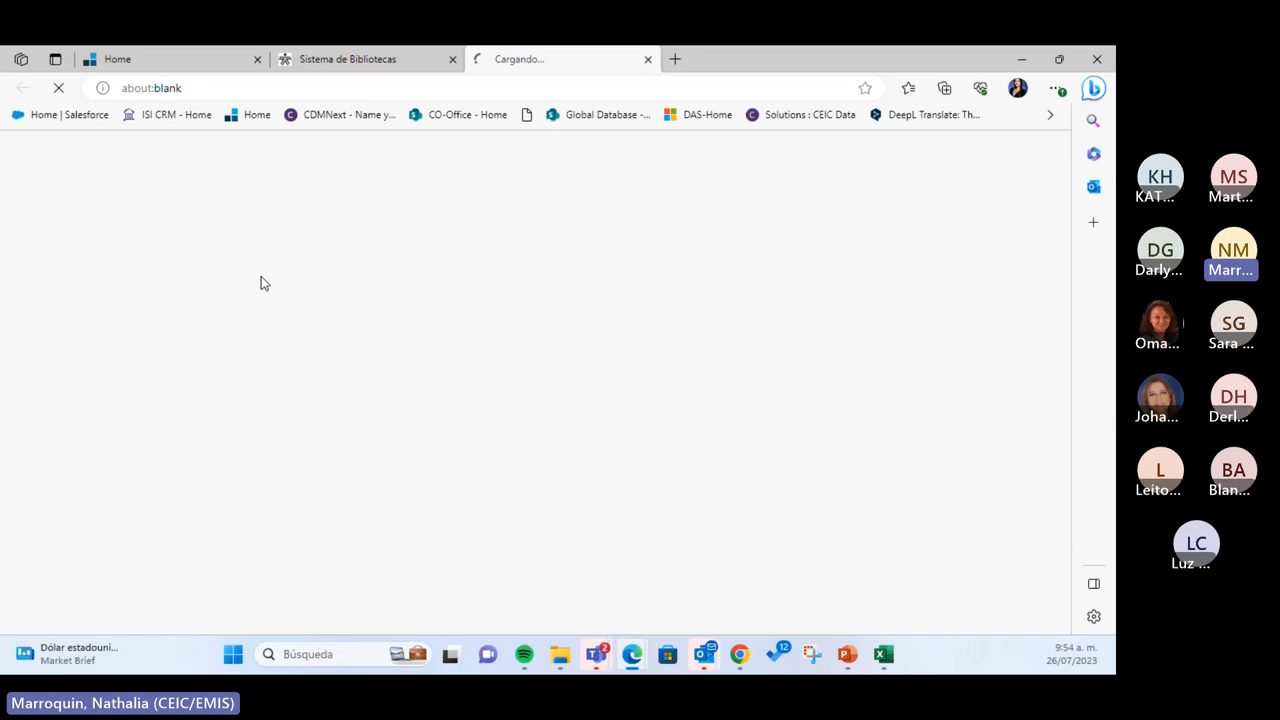 Home
Sistema de Bibliotecas
Cargando...
about:blank
Home | Salesforce
ISI CRM - Home
Home
CDMNext - Name y...
CO-Office - Home
Global Database -...
DAS-Home
Solutions : CEIC Data
DeepL Translate: Th...
KH
KAT...
MS
Mart...
DG
Darly...
NM
Marr...
Oma...
SG
Sara ...
Joha...
DH
Derl...
L
Leito...
BA
Blan...
LC
Luz ...
Dólar estadouni...
Market Brief
Búsqueda
2
12
9:54 a. m.
26/07/2023
Marroquin, Nathalia (CEIC/EMIS)